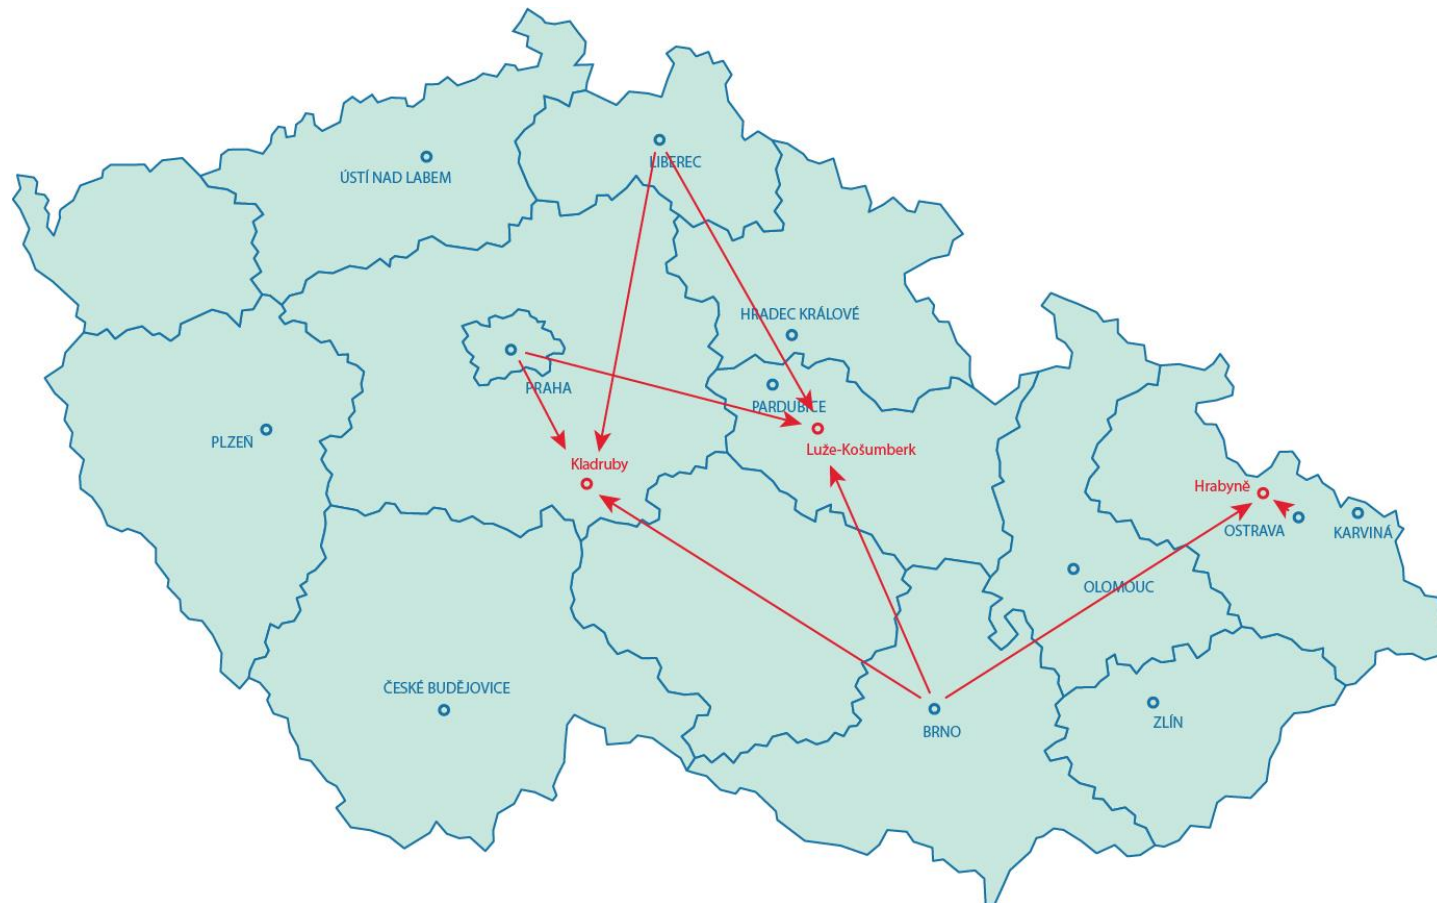 LIBEREC
ÚSTÍ NAD LABEM
HRADEC KRÁLOVÉ
PRAHA
PARDUBICE
PLZEŇ
Luže-Košumberk
Kladruby
Hrabyně
OSTRAVA
KARVINÁ
OLOMOUC
ČESKÉ BUDĚJOVICE
ZLÍN
BRNO